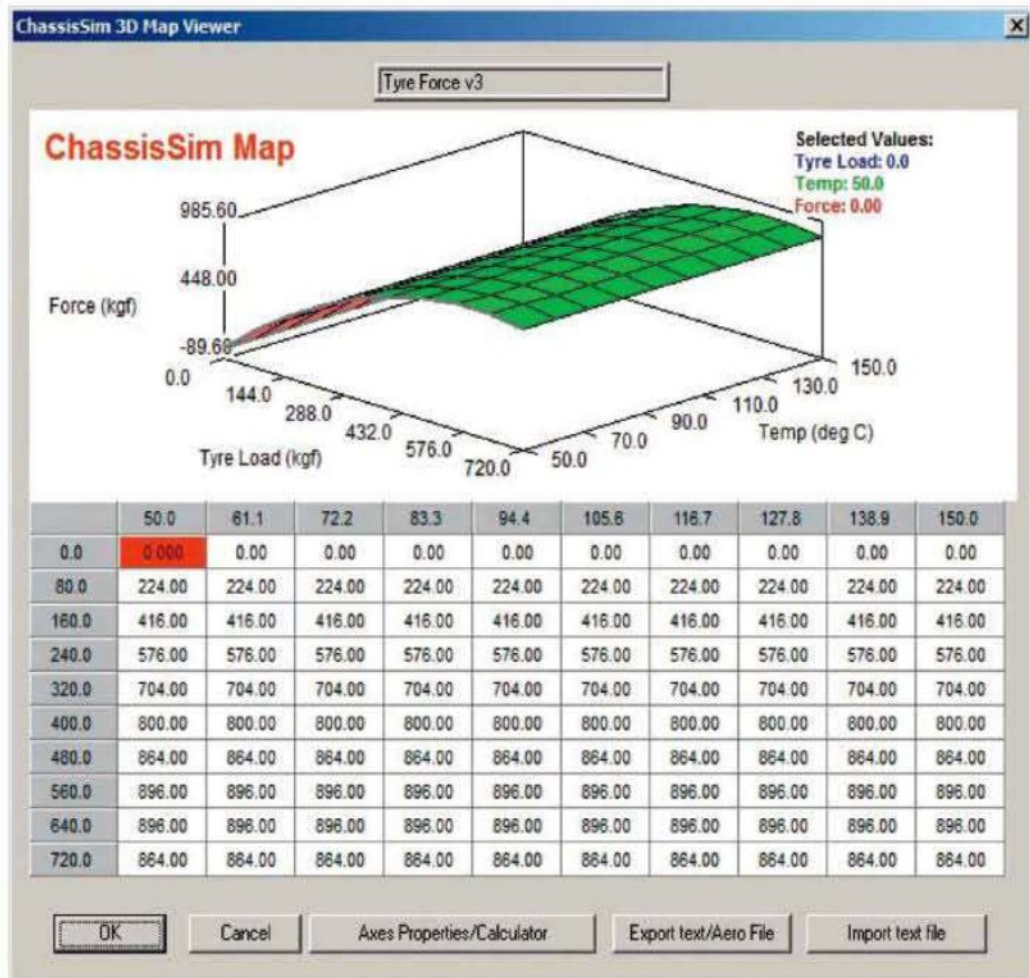 ChassisSim 3D Map Viewer
Tyre Force v3
ChassisSim Map
Selected Values:
Tyre Load: 0.0
Temp: 50.0
Force: 0.00
985.60
448.00
Force (kgf)
-89.60
0.0
144.0
288.0
432.0
576.0
720.0
Tyre Load (kgf)
50.0
70.0
90.0
110.0
130.0
150.0
Temp (deg C)
50.0 61.1 72.2 83.3 94.4 105.6 116.7 127.8 138.9 150.0
0.0 0.000 0.00 0.00 0.00 0.00 0.00 0.00 0.00 0.00 0.00
80.0 224.00 224.00 224.00 224.00 224.00 224.00 224.00 224.00 224.00 224.00
160.0 416.00 416.00 416.00 416.00 416.00 416.00 416.00 416.00 416.00 416.00
240.0 576.00 576.00 576.00 576.00 576.00 576.00 576.00 576.00 576.00 576.00
320.0 704.00 704.00 704.00 704.00 704.00 704.00 704.00 704.00 704.00 704.00
400.0 800.00 800.00 800.00 800.00 800.00 800.00 800.00 800.00 800.00 800.00
480.0 864.00 864.00 864.00 864.00 864.00 864.00 864.00 864.00 864.00 864.00
560.0 896.00 896.00 896.00 896.00 896.00 896.00 896.00 896.00 896.00 896.00
640.0 896.00 896.00 896.00 896.00 896.00 896.00 896.00 896.00 896.00 896.00
720.0 864.00 864.00 864.00 864.00 864.00 864.00 864.00 864.00 864.00 864.00
OK Cancel Axes Properties/Calculator Export text/Aero File Import text file